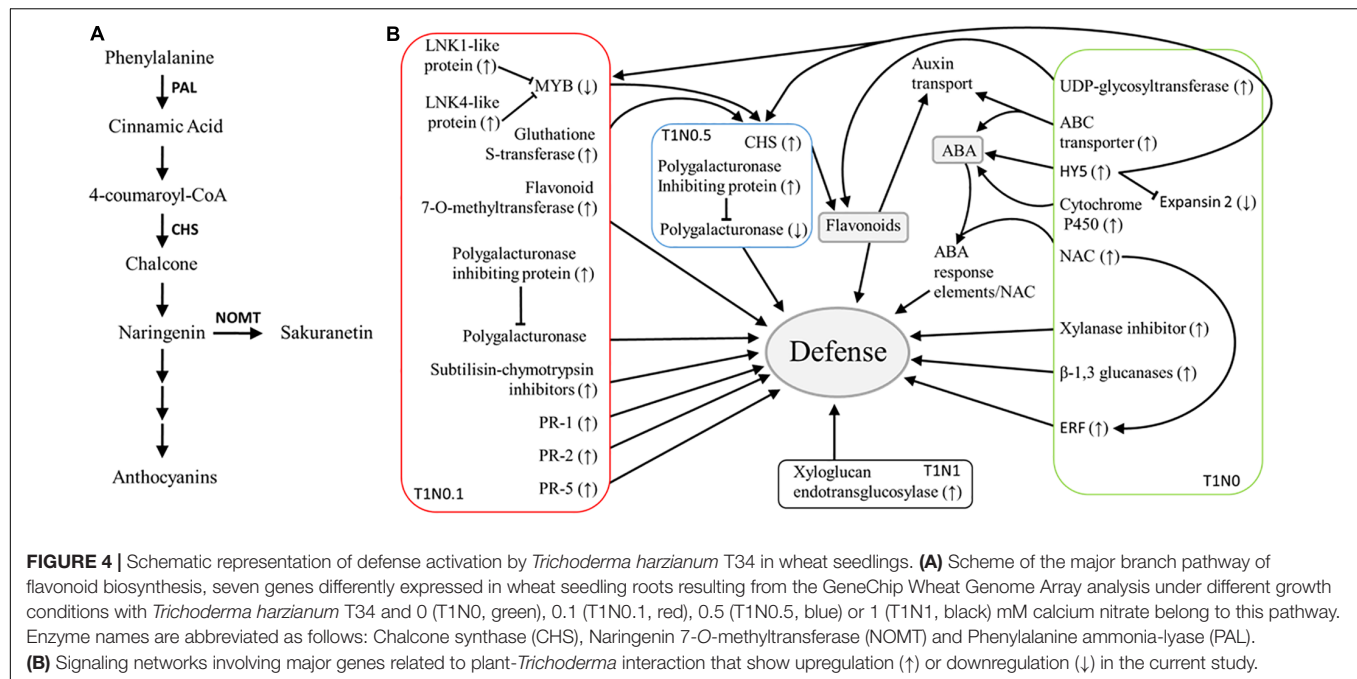 A
Phenylalanine
PAL
Cinnamic Acid
4-coumaroyl-CoA
CHS
Chalcone
Naringenin
NOMT
Sakuranetin
Anthocyanins
B
LNK1-like
protein (↑)
MYB (↓)
LNK4-like
protein (↑)
Gluthatione
S-transferase (↑)
Flavonoid
7-O-methyltransferase (↑)
Polygalacturonase
inhibiting protein (↑)
Polygalacturonase
Subtilisin-chymotrypsin
inhibitors (↑)
PR-1 (↑)
PR-2 (↑)
PR-5 (↑)
T1N0.1
T1N0.5
CHS (↑)
Polygalacturonase
Inhibiting protein (↑)
Polygalacturonase (↓)
Flavonoids
Auxin
transport
ABA
ABA
response
elements/NAC
Defense
Xyloglucan
endotransglucosylase (↑)
T1N1
UDP-glycosyltransferase (↑)
ABC
transporter (↑)
HY5 (↑)
Expansin 2 (↓)
Cytochrome
P450 (↑)
NAC (↑)
Xylanase inhibitor (↑)
β-1,3 glucanases (↑)
ERF (↑)
T1N0
FIGURE 4 | Schematic representation of defense activation by Trichoderma harzianum T34 in wheat seedlings. (A) Scheme of the major branch pathway of
flavonoid biosynthesis, seven genes differently expressed in wheat seedling roots resulting from the GeneChip Wheat Genome Array analysis under different growth
conditions with Trichoderma harzianum T34 and 0 (T1N0, green), 0.1 (T1N0.1, red), 0.5 (T1N0.5, blue) or 1 (T1N1, black) mM calcium nitrate belong to this pathway.
Enzyme names are abbreviated as follows: Chalcone synthase (CHS), Naringenin 7-O-methyltransferase (NOMT) and Phenylalanine ammonia-lyase (PAL).
(B) Signaling networks involving major genes related to plant-Trichoderma interaction that show upregulation (↑) or downregulation (↓) in the current study.